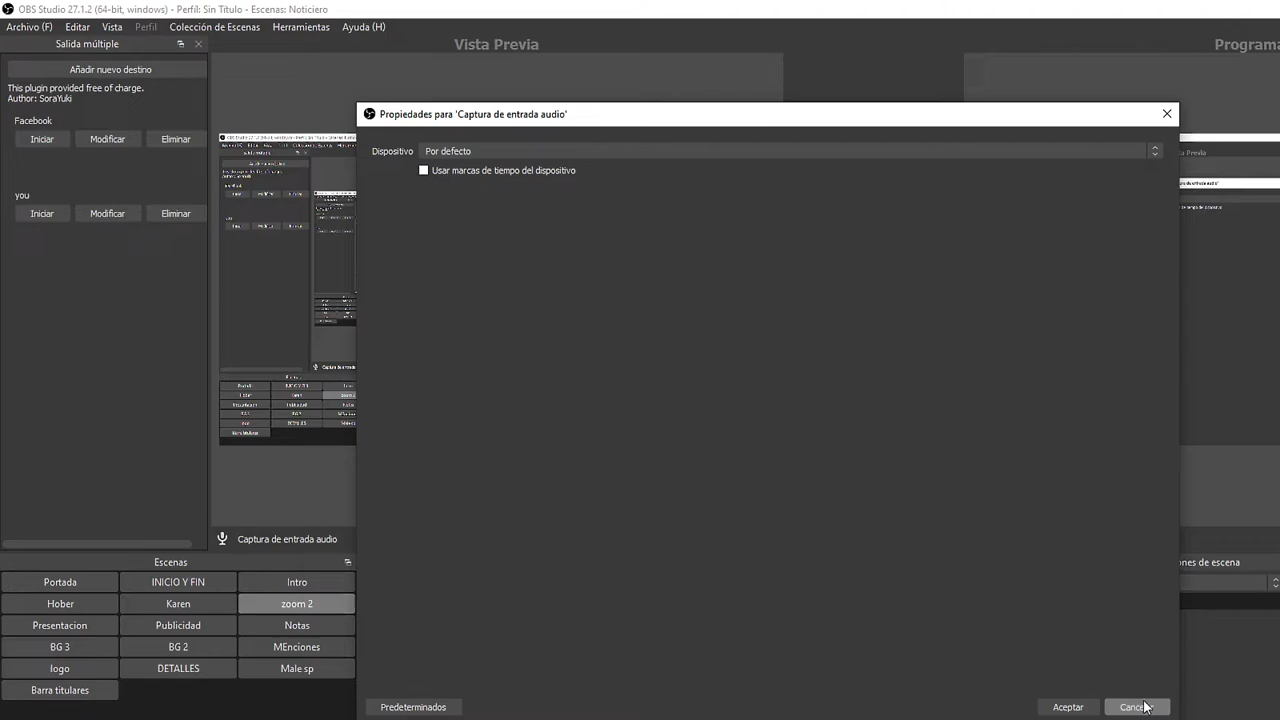 OBS Studio 27.1.2 (64-bit, windows) - Perfil: Sin Título - Escenas: Noticiero
Archivo (F) Editar Vista Perfil Colección de Escenas Herramientas Ayuda (H)
Salida múltiple
Vista Previa
Programa
Añadir nuevo destino
This plugin provided free of charge.
Author: SoraYuki
Facebook
Iniciar Modificar Eliminar
you
Iniciar Modificar Eliminar
Propiedades para 'Captura de entrada audio'
Dispositivo Por defecto
Usar marcas de tiempo del dispositivo
Captura de entrada audio
Escenas
ones de escena
Portada INICIO Y FIN Intro
Hober Karen zoom 2
Presentacion Publicidad Notas
BG 3 BG 2 MEnciones
logo DETALLES Male sp
Barra titulares
Predeterminados Aceptar